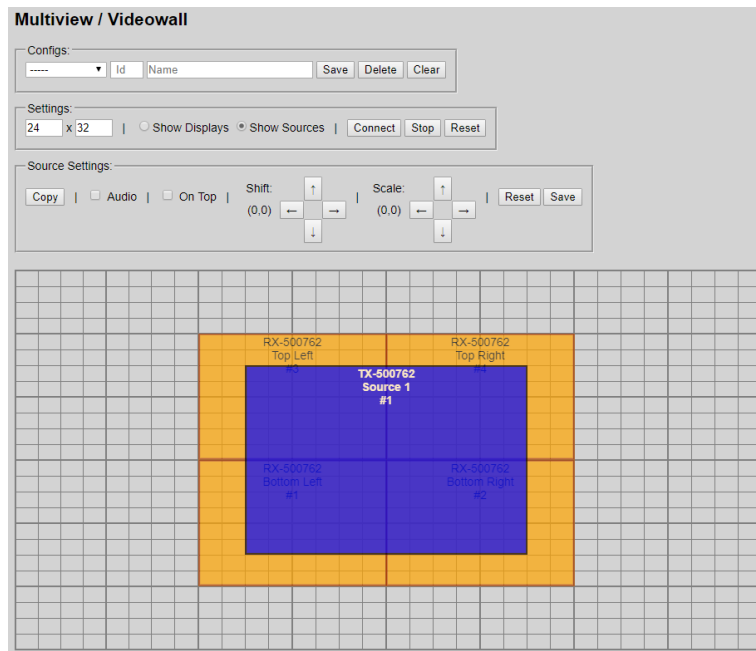 Multiview / Videowall
Configs:
----- Id Name Save Delete Clear
Settings:
24 x 32 | Show Displays Show Sources | Connect Stop Reset
Source Settings:
Copy | Audio | On Top | Shift: (0,0) ↑ ← → ↓ | Scale: (0,0) ↑ ← → ↓ | Reset Save
RX-500762 RX-500762
Top Left Top Right
#3 #4
TX-500762
Source 1
#1
RX-500762 RX-500762
Bottom Left Bottom Right
#1 #2